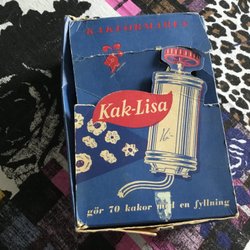 KAKFORMAREN
Kak-Lisa
gör 70 kakor med en fyllning